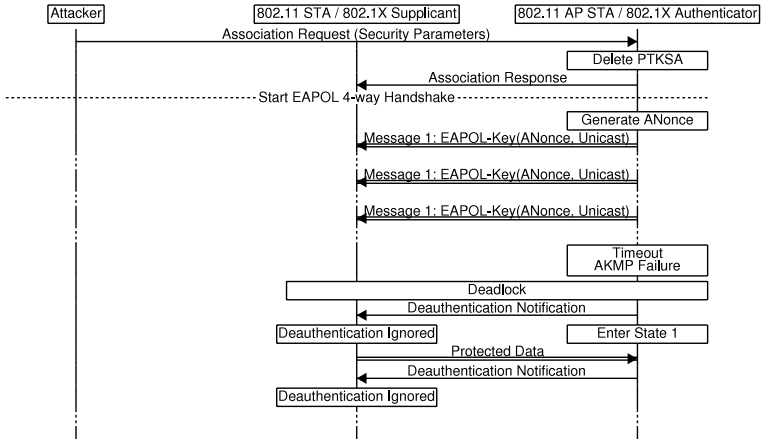 Attacker
802.11 STA / 802.1X Supplicant
802.11 AP STA / 802.1X Authenticator
Association Request (Security Parameters)
Delete PTKSA
Association Response
Start EAPOL 4-way Handshake
Generate ANonce
Message 1: EAPOL-Key(ANonce, Unicast)
Message 1: EAPOL-Key(ANonce, Unicast)
Message 1: EAPOL-Key(ANonce, Unicast)
Timeout
AKMP Failure
Deadlock
Deauthentication Notification
Deauthentication Ignored
Enter State 1
Protected Data
Deauthentication Notification
Deauthentication Ignored